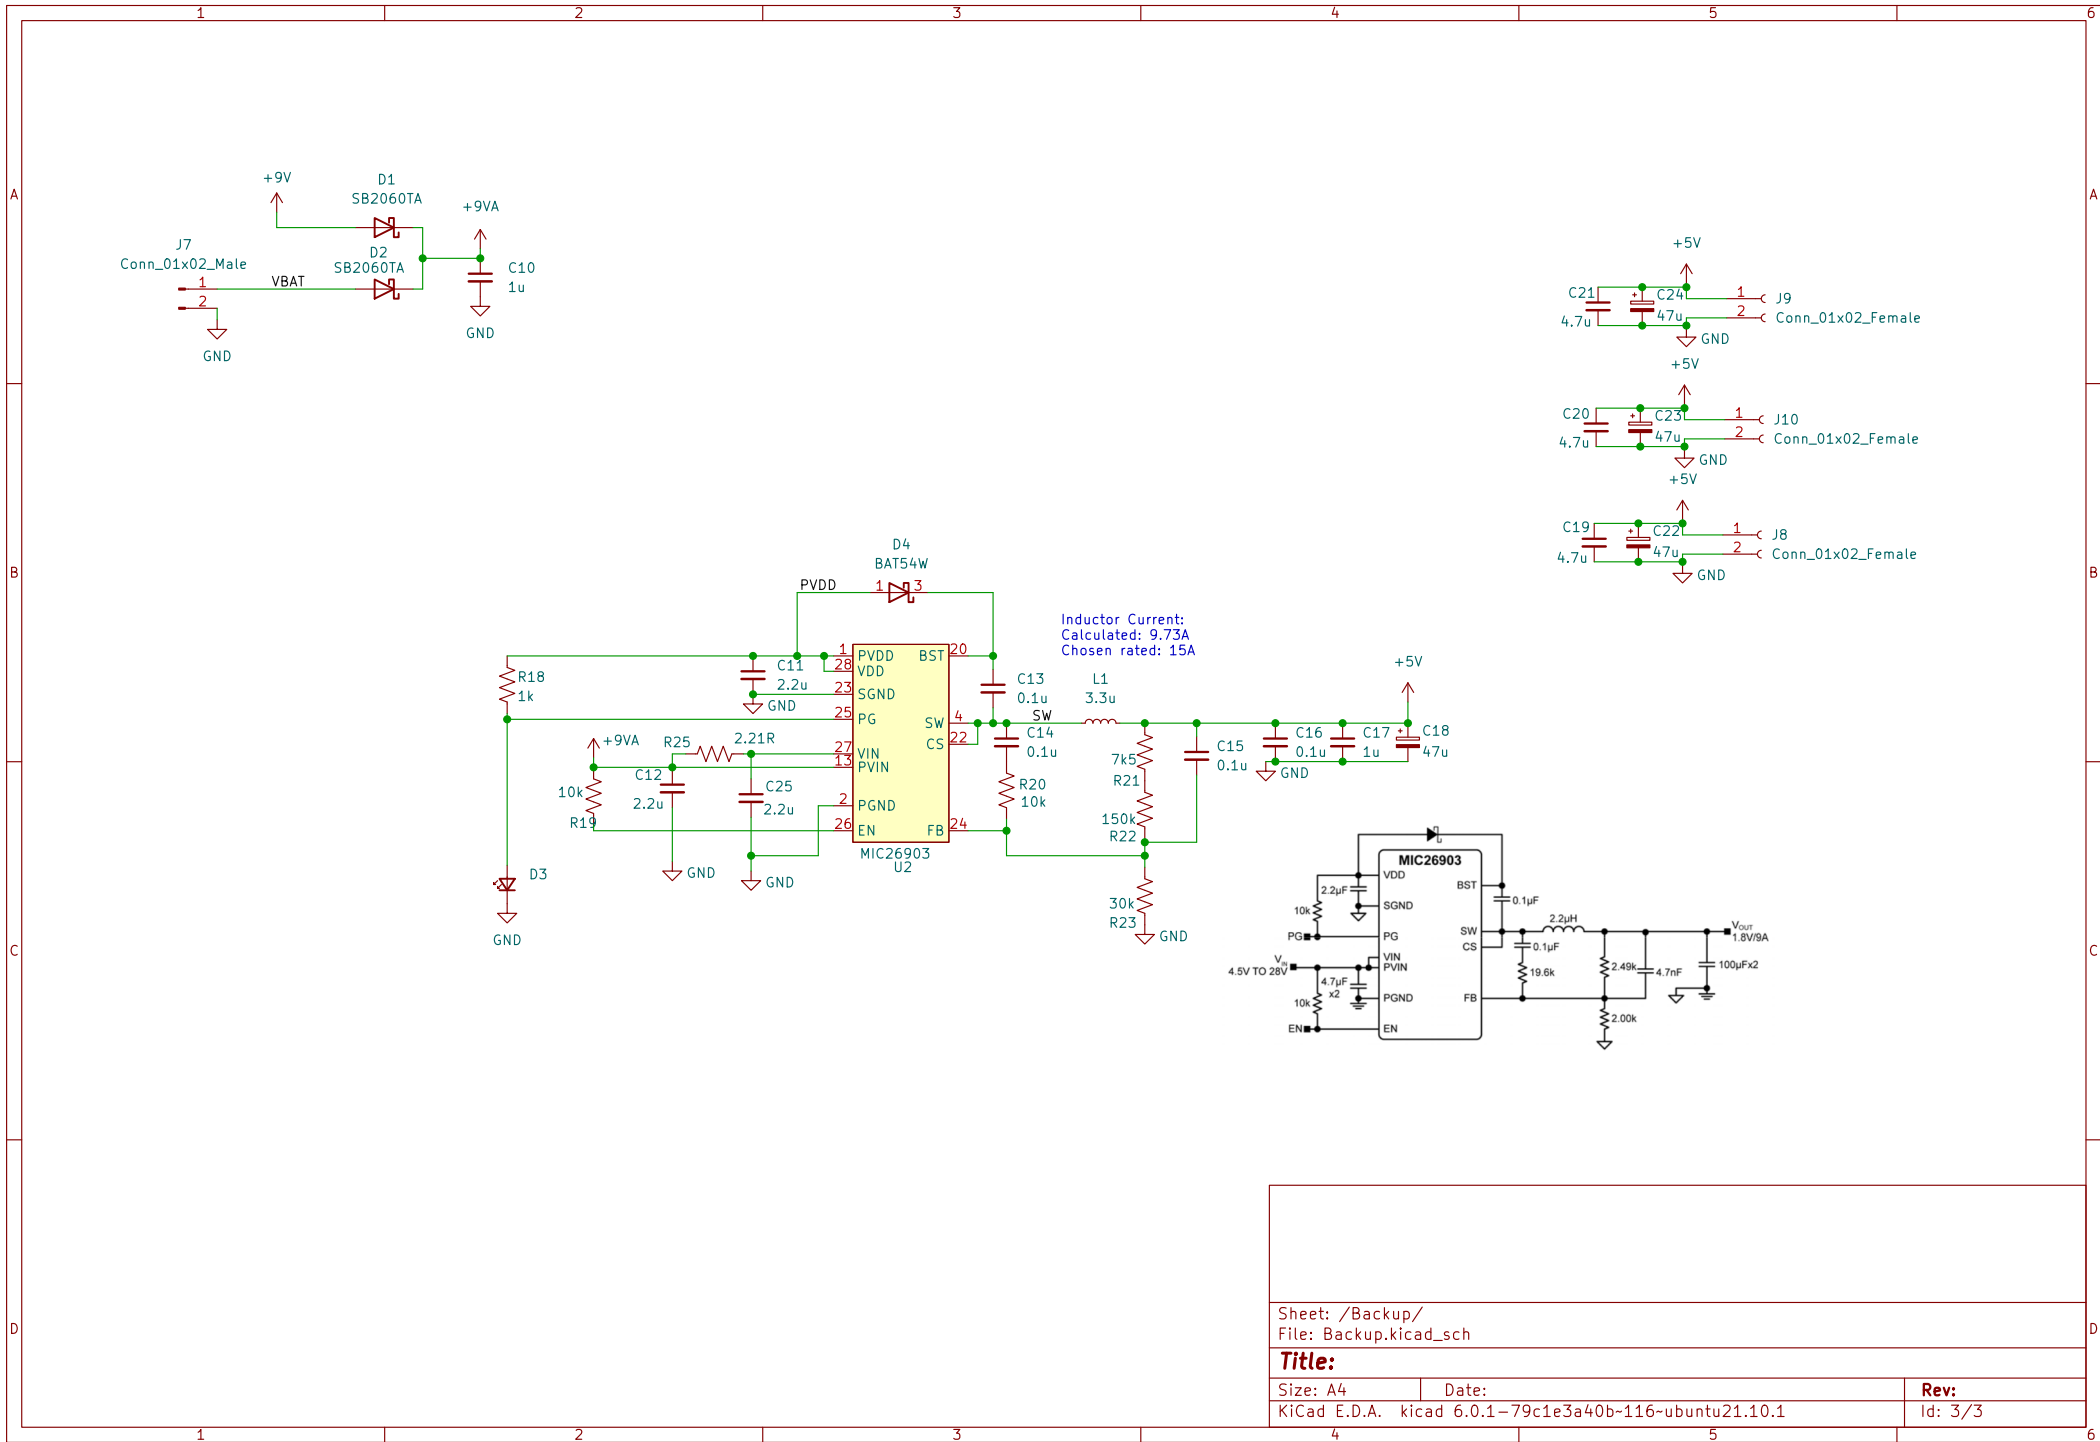 1 2 3 4 5 6
A A
B B
C C
D D
+9V
D1
SB2060TA
+9VA
J7
Conn_01x02_Male
D2
SB2060TA
1
VBAT
2
C10
1u
GND
GND
+5V
C21
C24
4.7u
47u
1
J9
2
Conn_01x02_Female
GND
+5V
C20
C23
4.7u
47u
1
J10
2
Conn_01x02_Female
GND
+5V
C19
C22
4.7u
47u
1
J8
2
Conn_01x02_Female
GND
D4
BAT54W
PVDD
1
3
Inductor Current:
Calculated: 9.73A
Chosen rated: 15A
R18
1k
C11
2.2u
GND
1
PVDD
28
VDD
23
SGND
25
PG
27
VIN
13
PVIN
2
PGND
26
EN
BST
20
SW
4
CS
22
FB
24
MIC26903
U2
+9VA
R25
2.21R
C12
2.2u
10k
R19
C25
2.2u
GND
GND
D3
GND
C13
0.1u
SW
C14
0.1u
R20
10k
L1
3.3u
7k5
R21
150k
R22
30k
R23
GND
C15
0.1u
C16
0.1u
C17
1u
+5V
C18
47u
GND
MIC26903
VDD
BST
2.2µF
SGND
10k
0.1µF
PG
PG
SW
CS
2.2µH
VOUT
1.8V/9A
VIN
4.5V TO 28V
VIN
PVIN
0.1µF
19.6k
2.49k
4.7nF
100µFx2
4.7µF
x2
10k
PGND
FB
EN
EN
2.00k
Sheet: /Backup/
File: Backup.kicad_sch
Title:
Size: A4 Date: Rev:
KiCad E.D.A. kicad 6.0.1-79c1e3a40b~116~ubuntu21.10.1 Id: 3/3
1 2 3 4 5 6